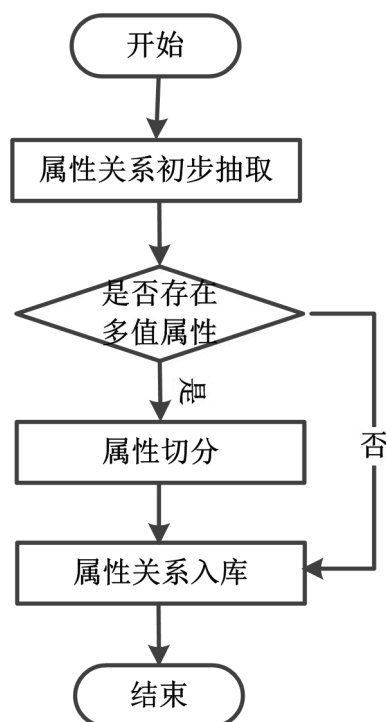 开始
属性关系初步抽取
是否存在
多值属性
是
属性切分
否
属性关系入库
结束